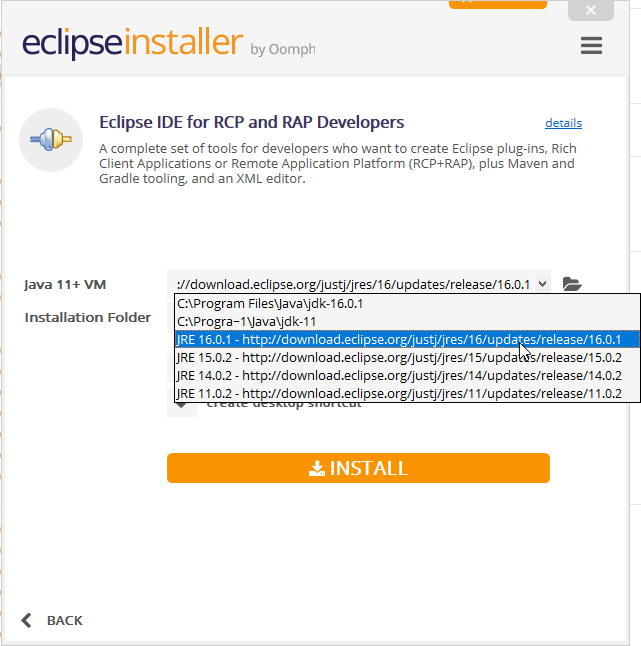 eclipseinstaller by Oomph
Eclipse IDE for RCP and RAP Developers
details
A complete set of tools for developers who want to create Eclipse plug-ins, Rich
Client Applications or Remote Application Platform (RCP+RAP), plus Maven and
Gradle tooling, and an XML editor.
Java 11+ VM
://download.eclipse.org/justj/jres/16/updates/release/16.0.1
C:\Program Files\Java\jdk-16.0.1
Installation Folder
C:\Progra~1\Java\jdk-11
JRE 16.0.1 - http://download.eclipse.org/justj/jres/16/updates/release/16.0.1
JRE 15.0.2 - http://download.eclipse.org/justj/jres/15/updates/release/15.0.2
JRE 14.0.2 - http://download.eclipse.org/justj/jres/14/updates/release/14.0.2
JRE 11.0.2 - http://download.eclipse.org/justj/jres/11/updates/release/11.0.2
create desktop shortcut
INSTALL
BACK